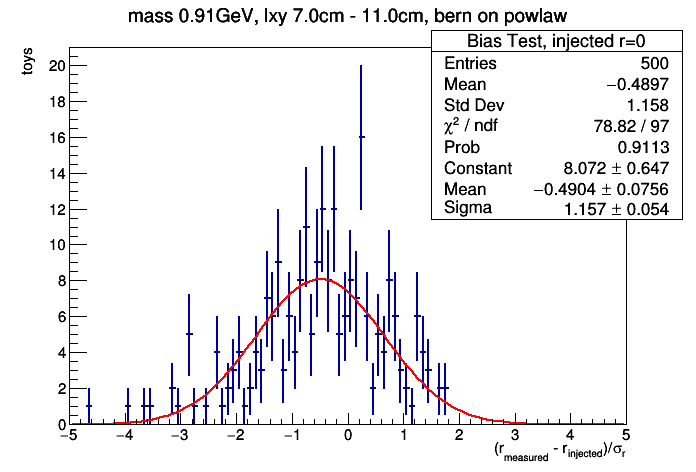 mass 0.91GeV, lxy 7.0cm - 11.0cm, bern on powlaw
Bias Test, injected r=0
Entries 500
Mean −0.4897
Std Dev 1.158
χ² / ndf 78.82 / 97
Prob 0.9113
Constant 8.072 ± 0.647
Mean −0.4904 ± 0.0756
Sigma 1.157 ± 0.054
toys
20
18
16
14
12
10
8
6
4
2
0
−5 −4 −3 −2 −1 0 1 2 3 4 5
(r_measured - r_injected)/σ_r